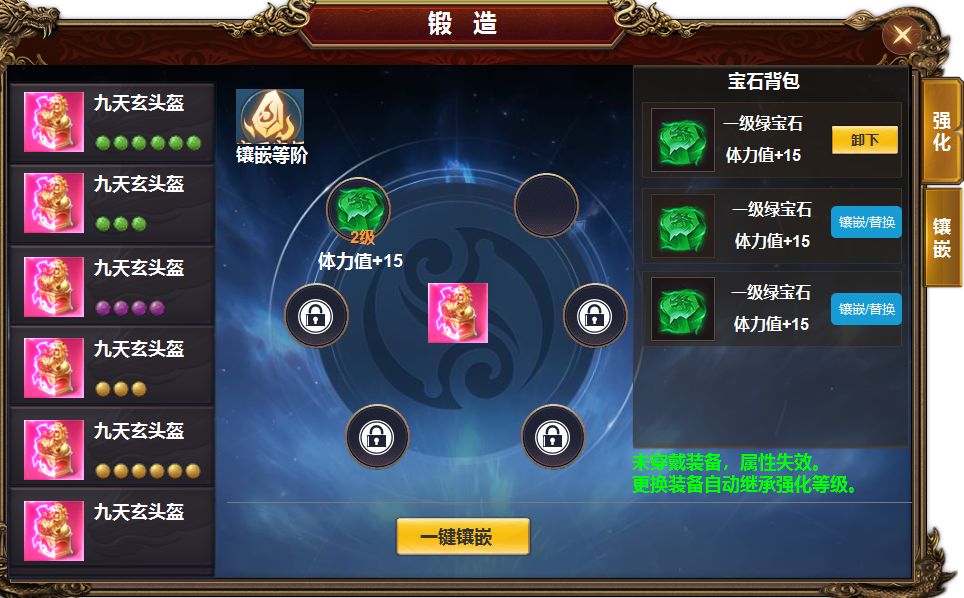 锻造
九天玄头盔
九天玄头盔
九天玄头盔
九天玄头盔
九天玄头盔
九天玄头盔
镶嵌等阶
2级
体力值+15
一键镶嵌
宝石背包
一级绿宝石
体力值+15
卸下
一级绿宝石
体力值+15
镶嵌/替换
一级绿宝石
体力值+15
镶嵌/替换
未穿戴装备，属性失效。
更换装备自动继承强化等级。
强化
镶嵌